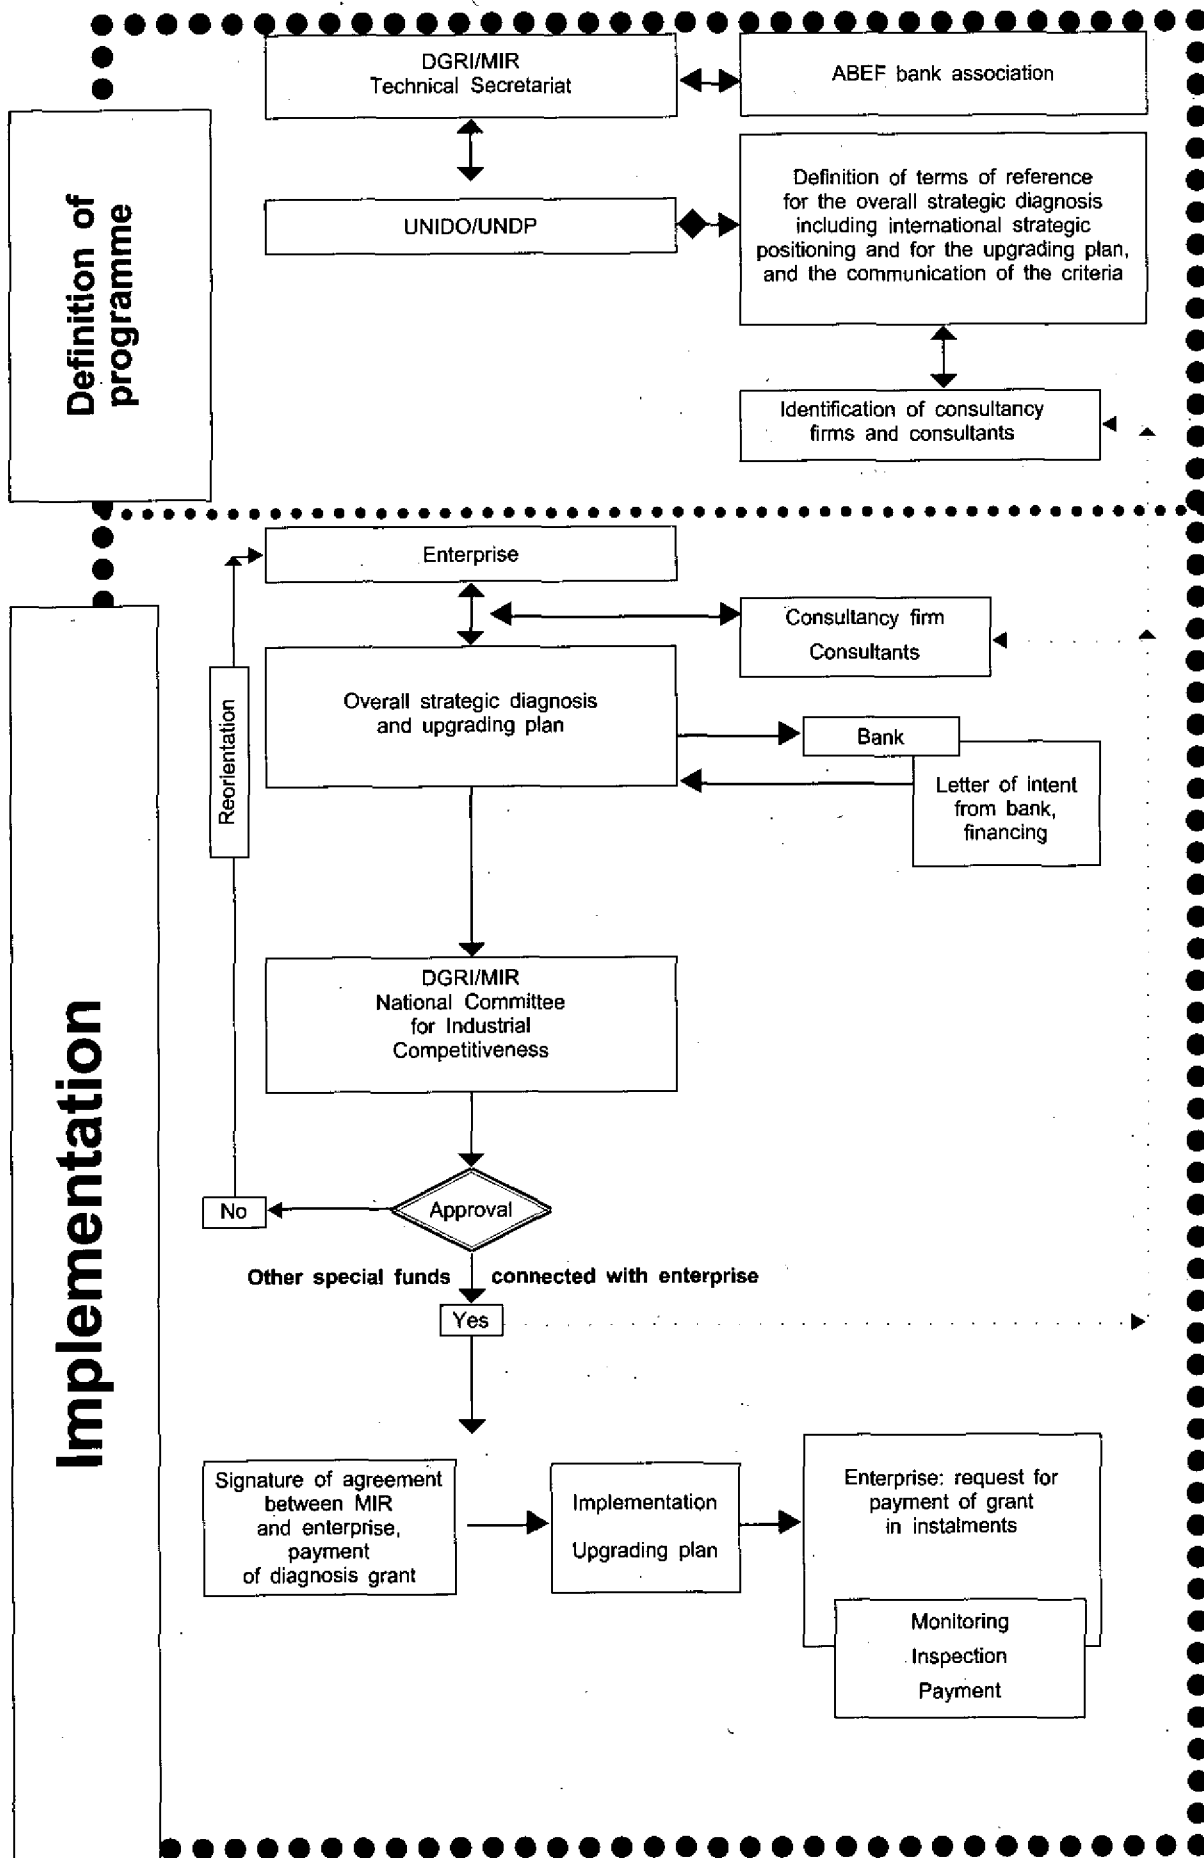 Definition of
programme
DGRI/MIR
Technical Secretariat
ABEF bank association
UNIDO/UNDP
Definition of terms of reference
for the overall strategic diagnosis
including international strategic
positioning and for the upgrading plan,
and the communication of the criteria
Identification of consultancy
firms and consultants
Implementation
Enterprise
Consultancy firm
Consultants
Reorientation
Overall strategic diagnosis
and upgrading plan
Bank
Letter of intent
from bank,
financing
DGRI/MIR
National Committee
for Industrial
Competitiveness
No
Approval
Other special funds connected with enterprise
Yes
Signature of agreement
between MIR
and enterprise,
payment
of diagnosis grant
Implementation
Upgrading plan
Enterprise: request for
payment of grant
in instalments
Monitoring
Inspection
Payment